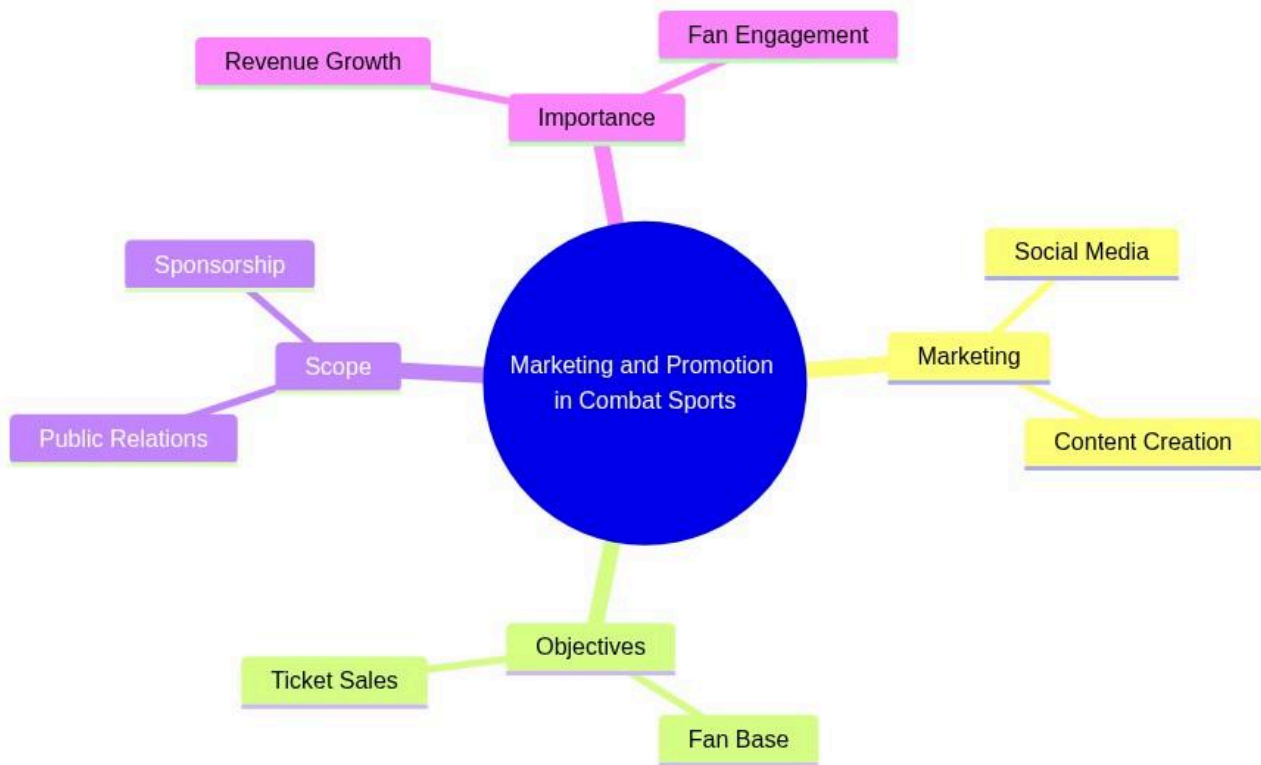 Fan Engagement
Revenue Growth
Importance
Social Media
Sponsorship
Marketing
Scope
Marketing and Promotion
in Combat Sports
Public Relations
Content Creation
Objectives
Ticket Sales
Fan Base